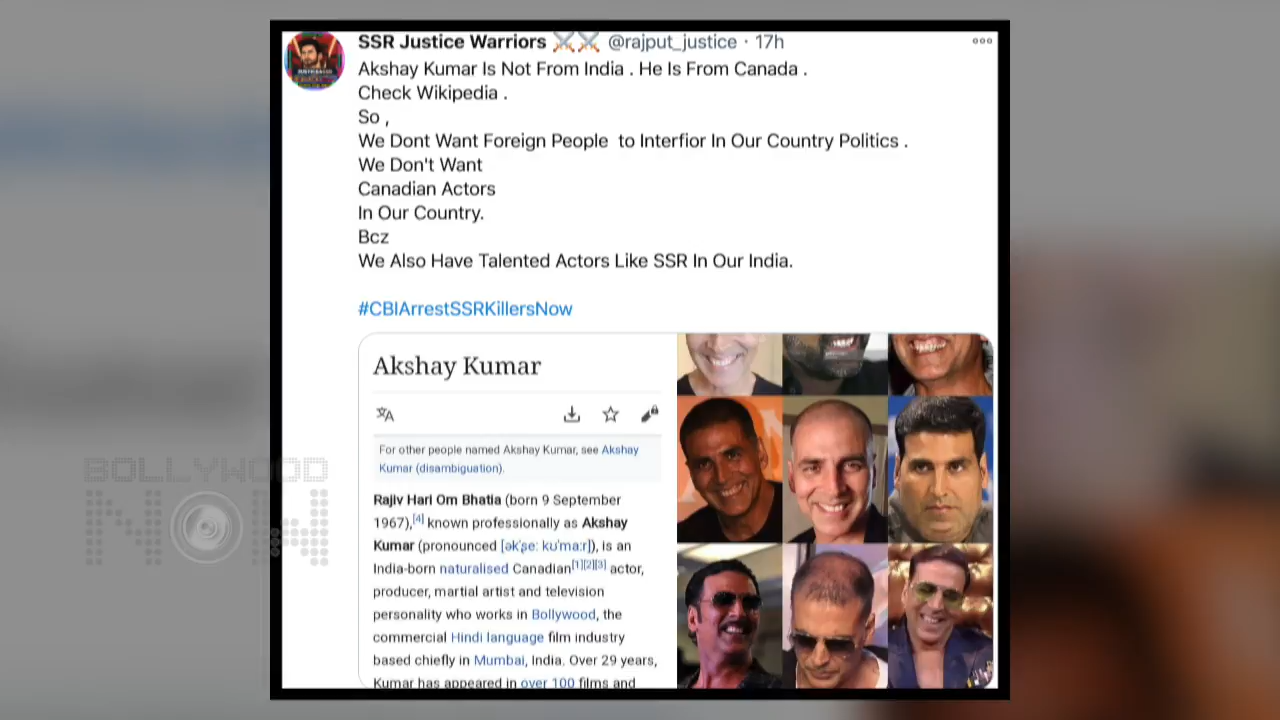 SSR Justice Warriors ⚔️⚔️ @rajput_justice · 17h
Akshay Kumar Is Not From India . He Is From Canada .
Check Wikipedia .
So ,
We Dont Want Foreign People to Interfior In Our Country Politics .
We Don't Want
Canadian Actors
In Our Country.
Bcz
We Also Have Talented Actors Like SSR In Our India.
#CBIArrestSSRKillersNow
Akshay Kumar
For other people named Akshay Kumar, see Akshay
Kumar (disambiguation).
Rajiv Hari Om Bhatia (born 9 September
1967),[4] known professionally as Akshay
Kumar (pronounced [əkˈʂeː kʊˈmaːr]), is an
India-born naturalised Canadian[1][2][3] actor,
producer, martial artist and television
personality who works in Bollywood, the
commercial Hindi language film industry
based chiefly in Mumbai, India. Over 29 years,
Kumar has appeared in over 100 films and
BOLLYWOOD
NOW